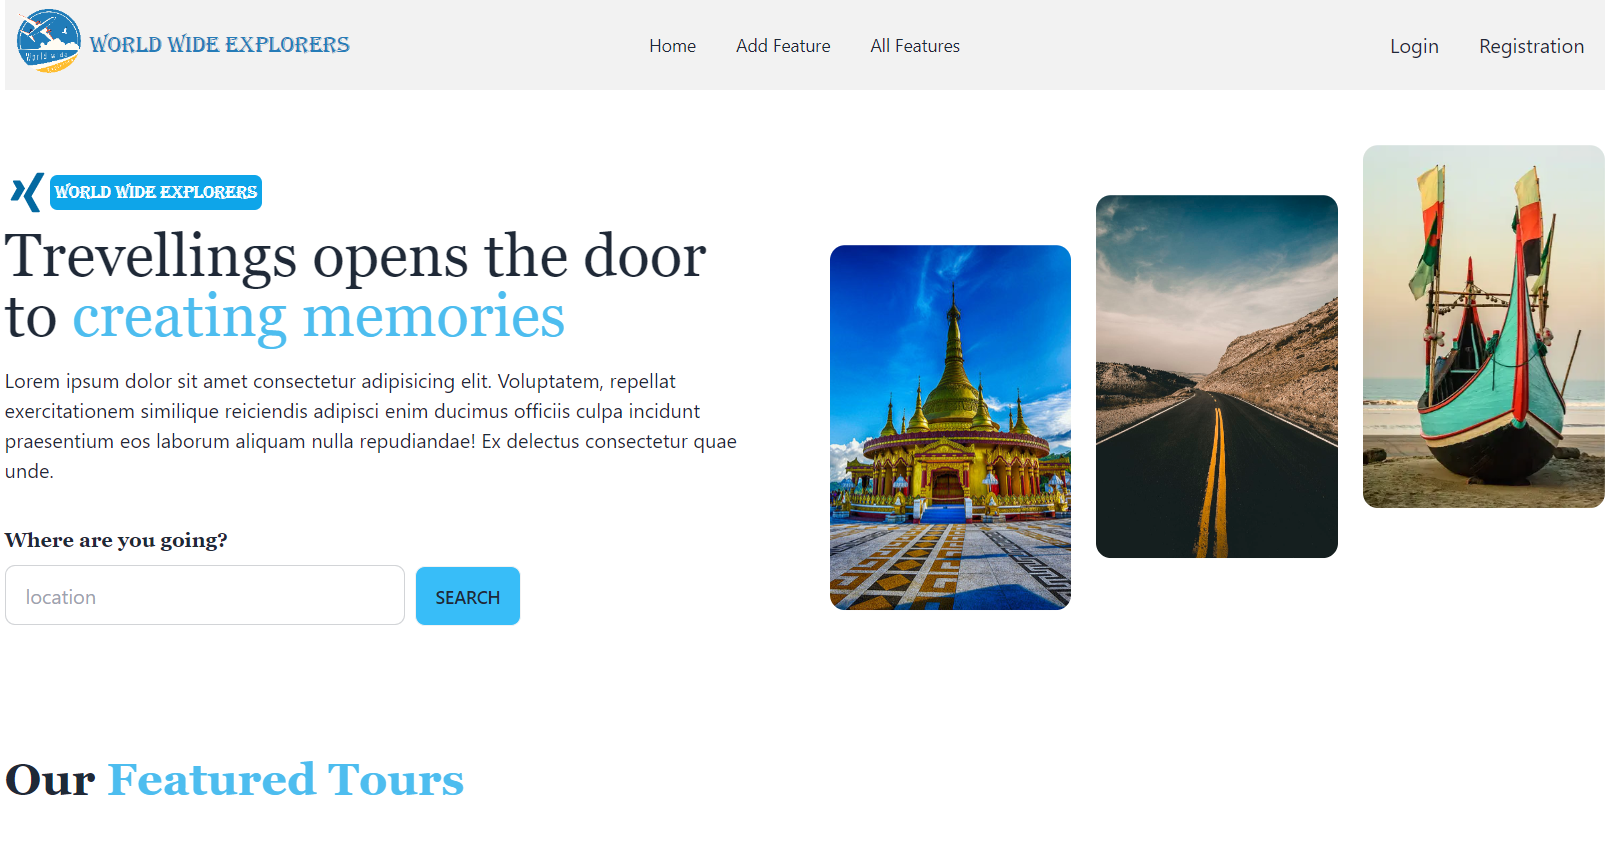 World wide
WORLD WIDE EXPLORERS
Home
Add Feature
All Features
Login
Registration
WORLD WIDE EXPLORERS
Trevellings opens the door
to creating memories
Lorem ipsum dolor sit amet consectetur adipisicing elit. Voluptatem, repellat
exercitationem similique reiciendis adipisci enim ducimus officiis culpa incidunt
praesentium eos laborum aliquam nulla repudiandae! Ex delectus consectetur quae
unde.
Where are you going?
location
SEARCH
Our Featured Tours